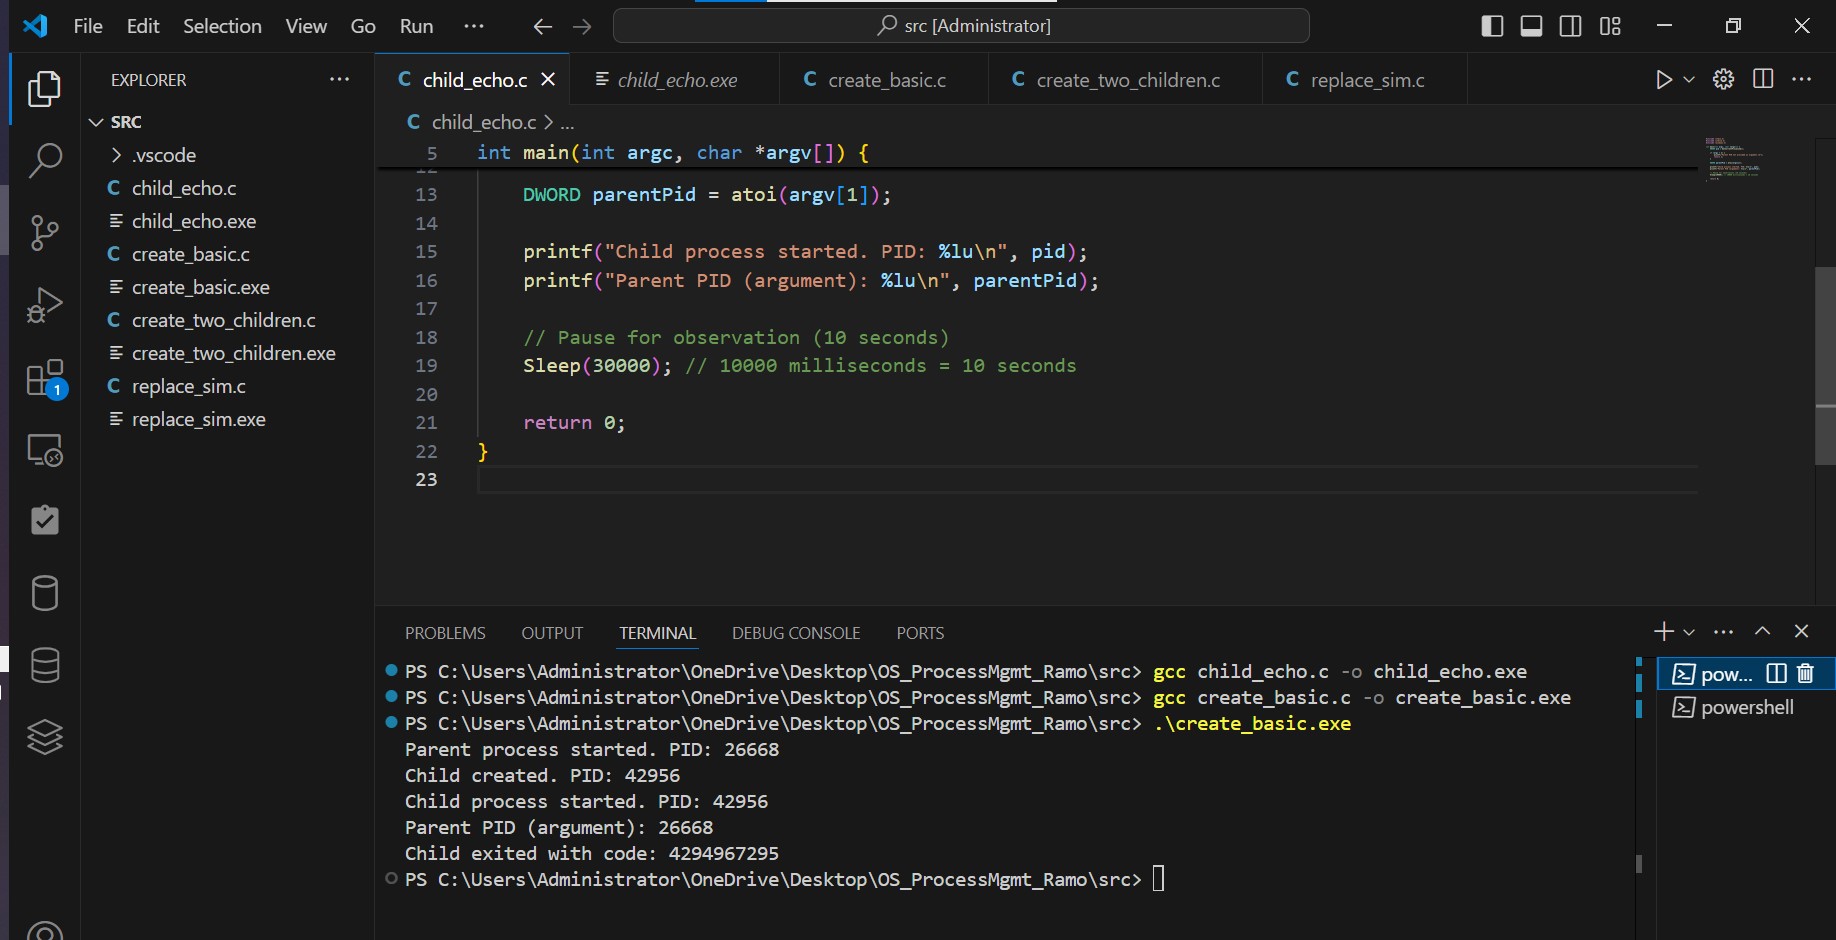 File Edit Selection View Go Run ··· src [Administrator]
EXPLORER ···
SRC
.vscode
C child_echo.c
child_echo.exe
C create_basic.c
create_basic.exe
C create_two_children.c
create_two_children.exe
C replace_sim.c
replace_sim.exe
1
C child_echo.c child_echo.exe C create_basic.c C create_two_children.c C replace_sim.c
C child_echo.c > ...
5 int main(int argc, char *argv[]) {
13 DWORD parentPid = atoi(argv[1]);
14
15 printf("Child process started. PID: %lu\n", pid);
16 printf("Parent PID (argument): %lu\n", parentPid);
17
18 // Pause for observation (10 seconds)
19 Sleep(30000); // 10000 milliseconds = 10 seconds
20
21 return 0;
22 }
23
PROBLEMS OUTPUT TERMINAL DEBUG CONSOLE PORTS
PS C:\Users\Administrator\OneDrive\Desktop\OS_ProcessMgmt_Ramo\src> gcc child_echo.c -o child_echo.exe
PS C:\Users\Administrator\OneDrive\Desktop\OS_ProcessMgmt_Ramo\src> gcc create_basic.c -o create_basic.exe
PS C:\Users\Administrator\OneDrive\Desktop\OS_ProcessMgmt_Ramo\src> .\create_basic.exe
Parent process started. PID: 26668
Child created. PID: 42956
Child process started. PID: 42956
Parent PID (argument): 26668
Child exited with code: 4294967295
PS C:\Users\Administrator\OneDrive\Desktop\OS_ProcessMgmt_Ramo\src>
pow...
powershell